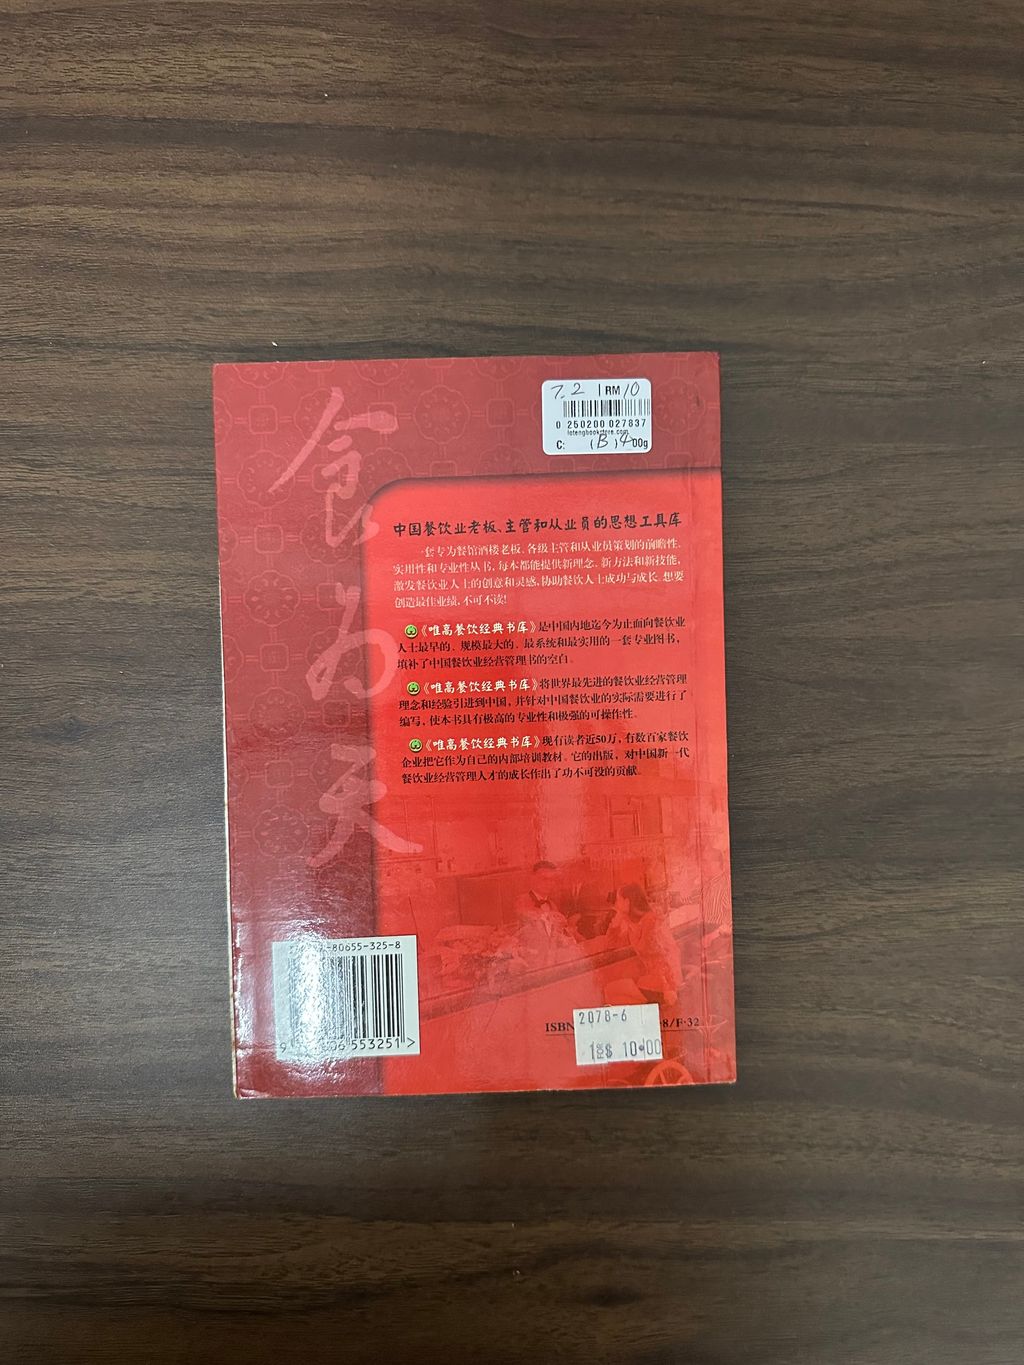 食为天
7.2 RM 10
0 250200 027837
C: (B) 4 00g
中国餐饮业老板、主管和从业员的思想工具库
一套专为餐馆酒楼老板、各级主管和从业员策划的前瞻性、
实用性和专业性丛书，每本都能提供新理念、新方法和新技能，
激发餐饮业人士的创意和灵感，协助餐饮人士成功与成长。想要
创造最佳业绩，不可不读！
《唯高餐饮经典书库》是中国内地迄今为止面向餐饮业
人士最早的、规模最大的、最系统和最实用的一套专业图书，
填补了中国餐饮业经营管理书的空白。
《唯高餐饮经典书库》将世界最先进的餐饮业经营管理
理念和经验引进到中国，并针对中国餐饮业的实际需要进行了
编写，使本书具有极高的专业性和极强的可操作性。
《唯高餐饮经典书库》现有读者近50万，有数百家餐饮
企业把它作为自己的内部培训教材。它的出版，对中国新一代
餐饮业经营管理人才的成长作出了功不可没的贡献。
-80655-325-8
9 06553251 >
2078-6
ISBN 8/F·32
10.00